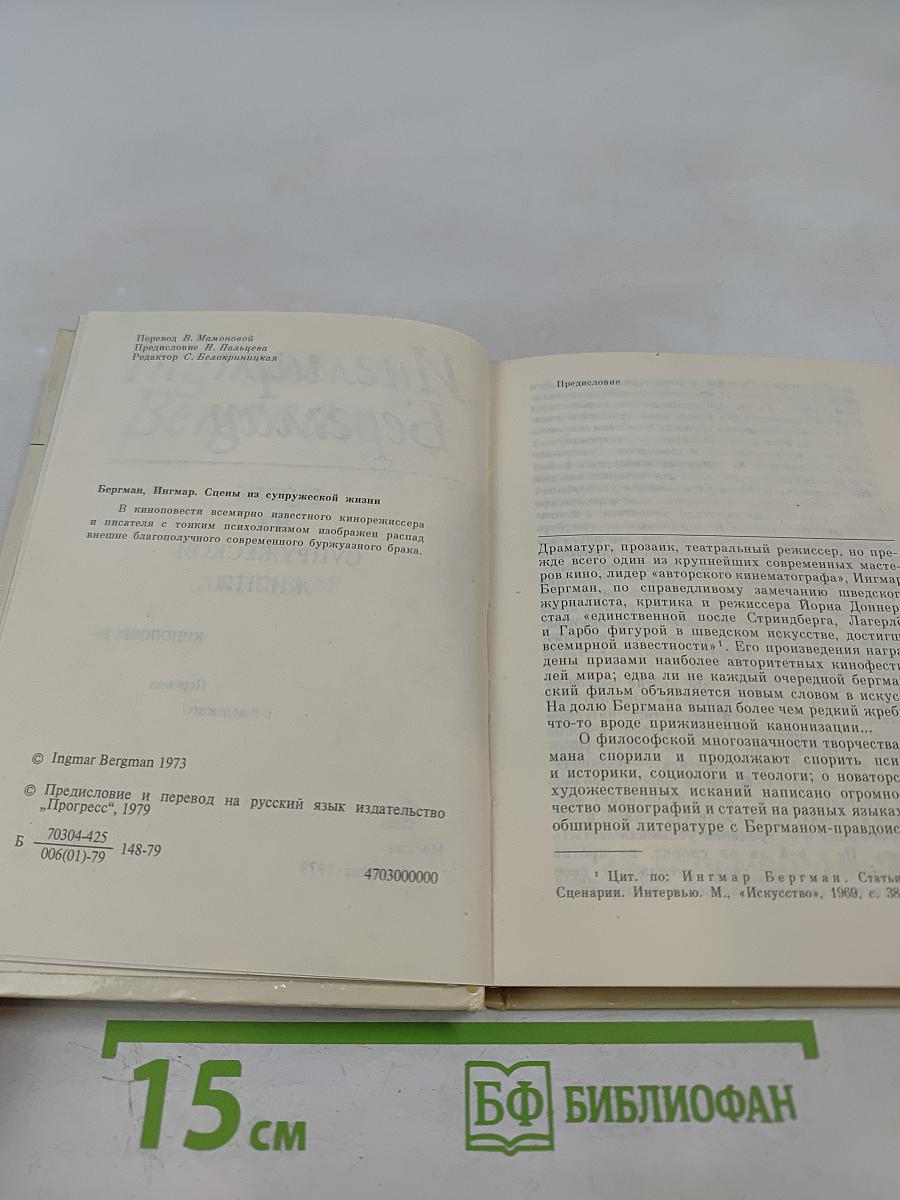 Перевод В. Мамоновой
Предисловие Н. Пальцева
Редактор С. Белокриницкая
Бергман, Ингмар. Сцены из супружеской жизни
В киноповести всемирно известного кинорежиссера
и писателя с тонким психологизмом изображен распад
внешне благополучного современного буржуазного брака.
© Ingmar Bergman 1973
© Предисловие и перевод на русский язык издательство
„Прогресс“, 1979
Б 70304-425
006(01)-79 148-79
4703000000
Предисловие
Драматург, прозаик, театральный режиссер, но пре-
жде всего один из крупнейших современных масте-
ров кино, лидер «авторского кинематографа», Ингмар
Бергман, по справедливому замечанию шведског
журналиста, критика и режиссера Йорна Доннер
стал «единственной после Стриндберга, Лагерлё
и Гарбо фигурой в шведском искусстве, достигш
всемирной известности»¹. Его произведения награ
дены призами наиболее авторитетных кинофести
лей мира; едва ли не каждый очередной бергма
ский фильм объявляется новым словом в искус
На долю Бергмана выпал более чем редкий жреб
что-то вроде прижизненной канонизации...
О философской многозначности творчества
мана спорили и продолжают спорить пси
и историки, социологи и теологи; о новаторс
художественных исканий написано огромно
чество монографий и статей на разных языках
обширной литературе с Бергманом-правдоис
¹ Цит. по: Ингмар Бергман. Статьи
Сценарии. Интервью. М., «Искусство», 1969, с. 38
15 см
БФ БИБЛИОФАН